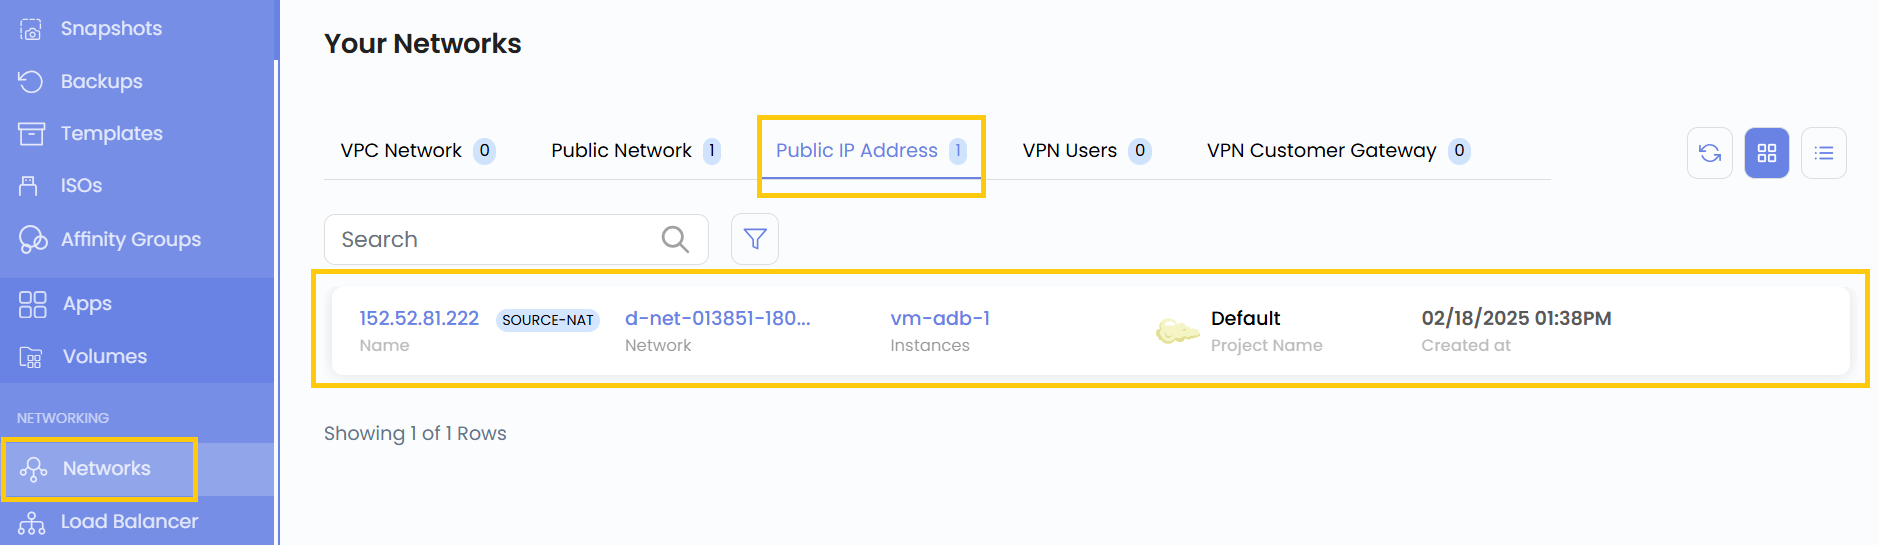 Snapshots
Backups
Templates
ISOs
Affinity Groups
Apps
Volumes
NETWORKING
Networks
Load Balancer
Your Networks
VPC Network 0 Public Network 1 Public IP Address 1 VPN Users 0 VPN Customer Gateway 0
Search
152.52.81.222 SOURCE-NAT d-net-013851-180... vm-adb-1 Default 02/18/2025 01:38PM
Name Network Instances Project Name Created at
Showing 1 of 1 Rows